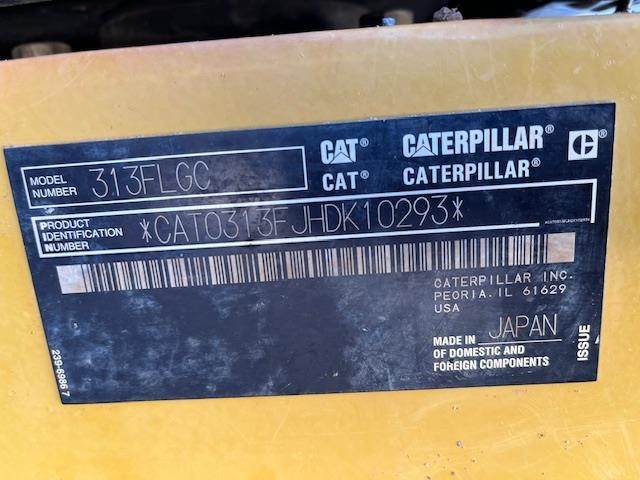 MODEL NUMBER 313FLGC
CAT® CATERPILLAR® C®
CAT® CATERPILLAR®
PRODUCT IDENTIFICATION NUMBER *CAT0313FJHDK10293*
*CAT0313FJHDK10293*
CATERPILLAR INC.
PEORIA, IL 61629
USA
MADE IN JAPAN
OF DOMESTIC AND
FOREIGN COMPONENTS
ISSUE
239-6986 7